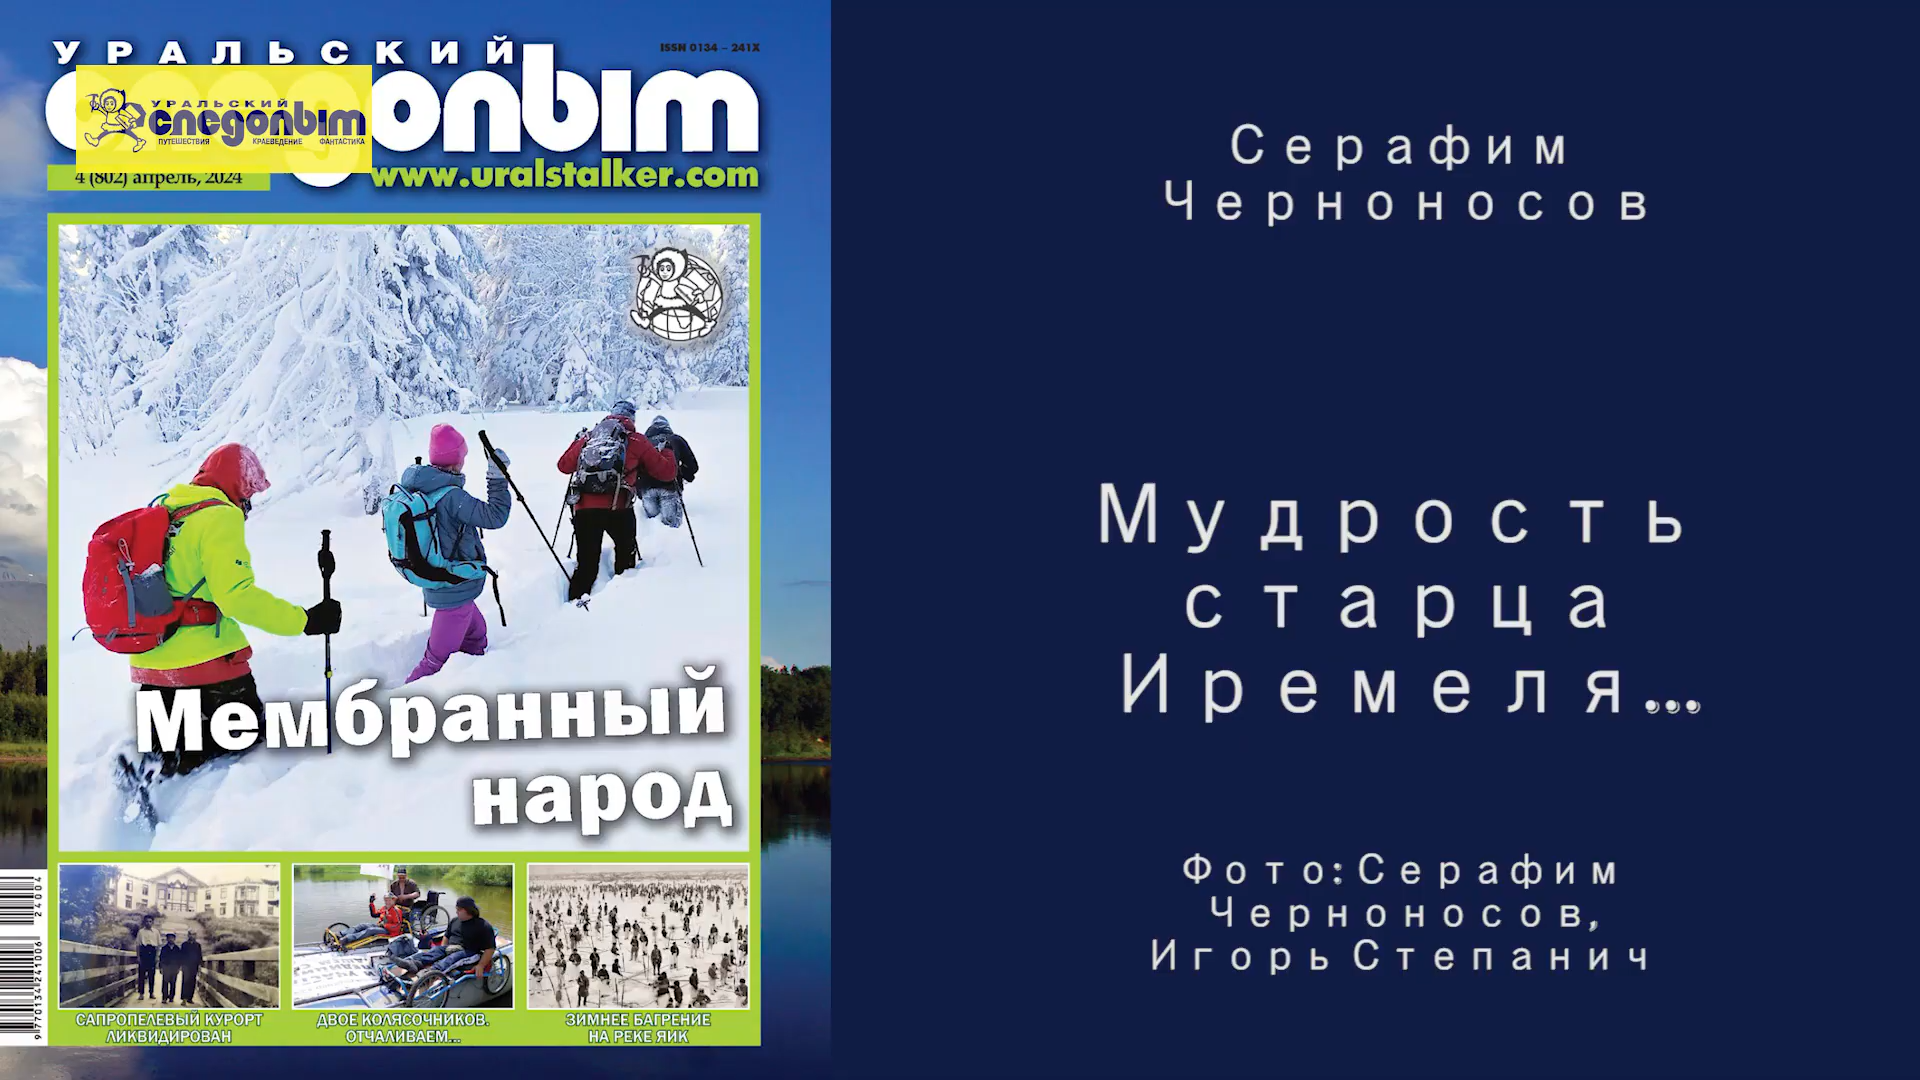 УРАЛЬСКИЙ
ISSN 0134 – 241X
УРАЛЬСКИЙ
следопыт
ПУТЕШЕСТВИЯ КРАЕВЕДЕНИЕ ФАНТАСТИКА
4 (802) апрель, 2024
www.uralstalker.com
Мембранный
народ
САПРОПЕЛЕВЫЙ КУРОРТ
ЛИКВИДИРОВАН
ДВОЕ КОЛЯСОЧНИКОВ.
ОТЧАЛИВАЕМ...
ЗИМНЕЕ БАГРЕНИЕ
НА РЕКЕ ЯИК
24004
9770134241006
Серафим
Черноносов
Мудрость
старца
Иремеля...
Фото: Серафим
Черноносов,
Игорь Степанич